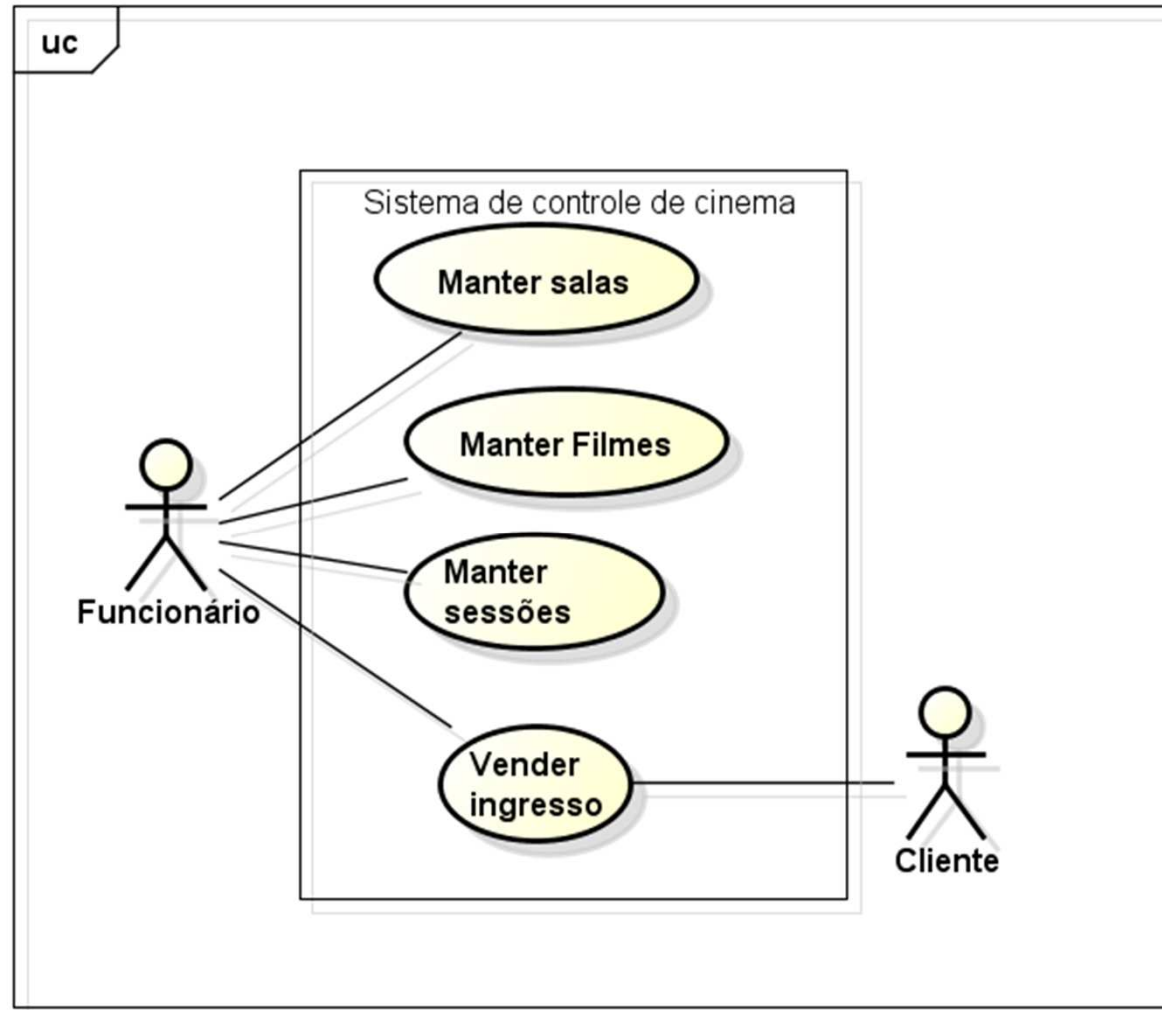 uc
Sistema de controle de cinema
Manter salas
Manter Filmes
Manter
sessões
Funcionário
Vender
ingresso
Cliente